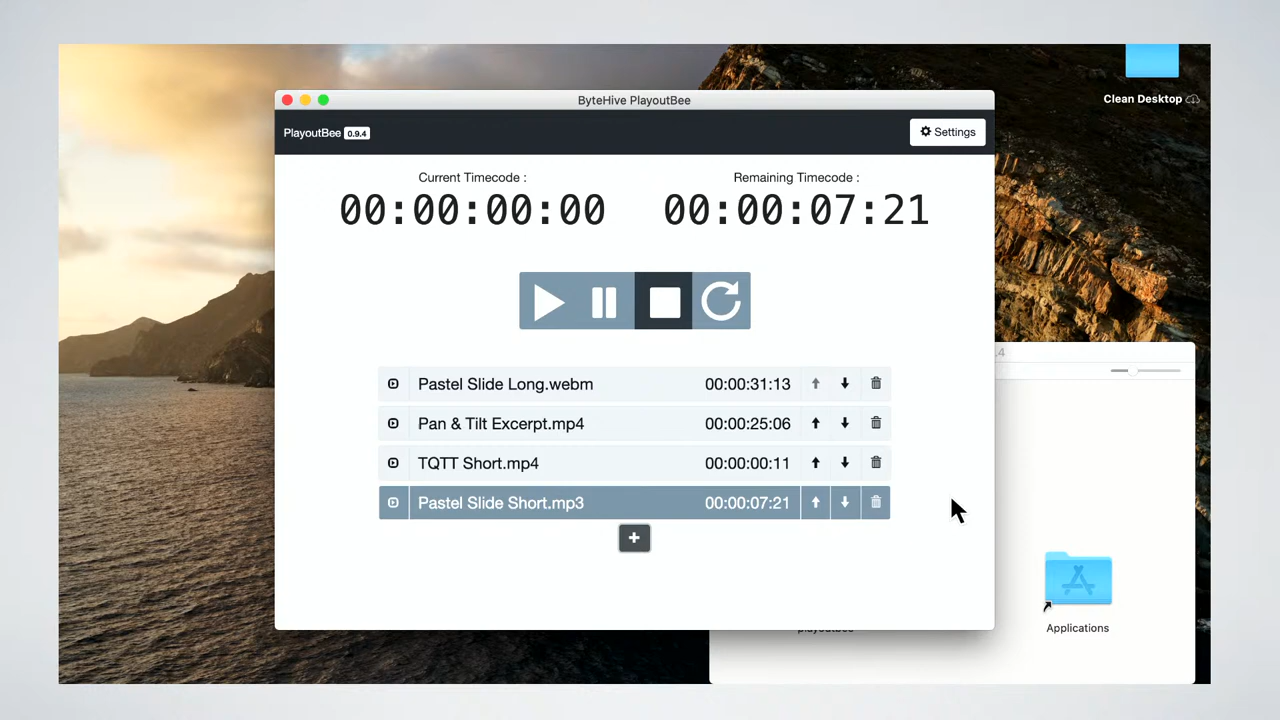 Clean Desktop
ByteHive PlayoutBee
PlayoutBee 0.9.4
Settings
Current Timecode :
Remaining Timecode :
00:00:00:00
00:00:07:21
.4
Pastel Slide Long.webm 00:00:31:13
Pan & Tilt Excerpt.mp4 00:00:25:06
TQTT Short.mp4 00:00:00:11
Pastel Slide Short.mp3 00:00:07:21
playoutbee
Applications